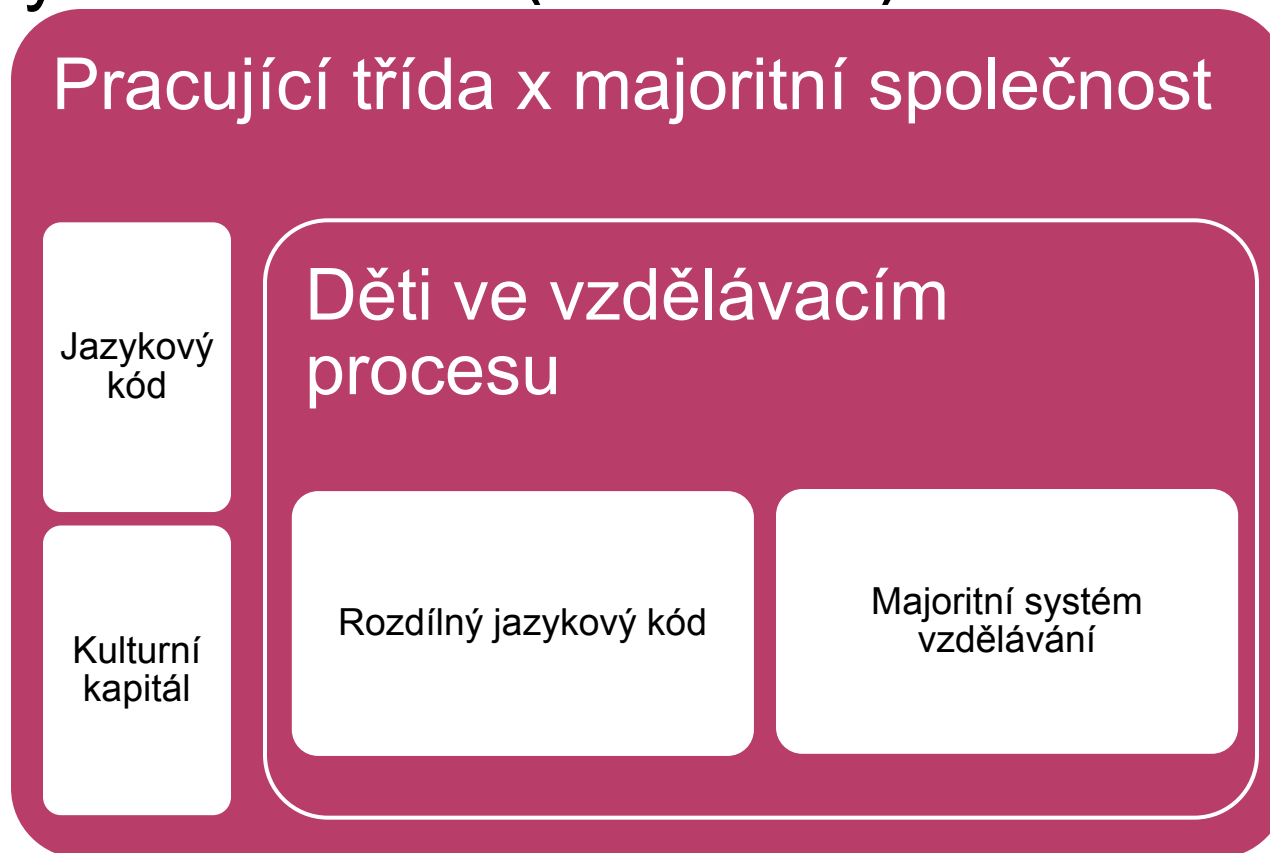 Pracující třída x majoritní společnost
Jazykový
kód
Kulturní
kapitál
Děti ve vzdělávacím
procesu
Rozdílný jazykový kód
Majoritní systém
vzdělávání